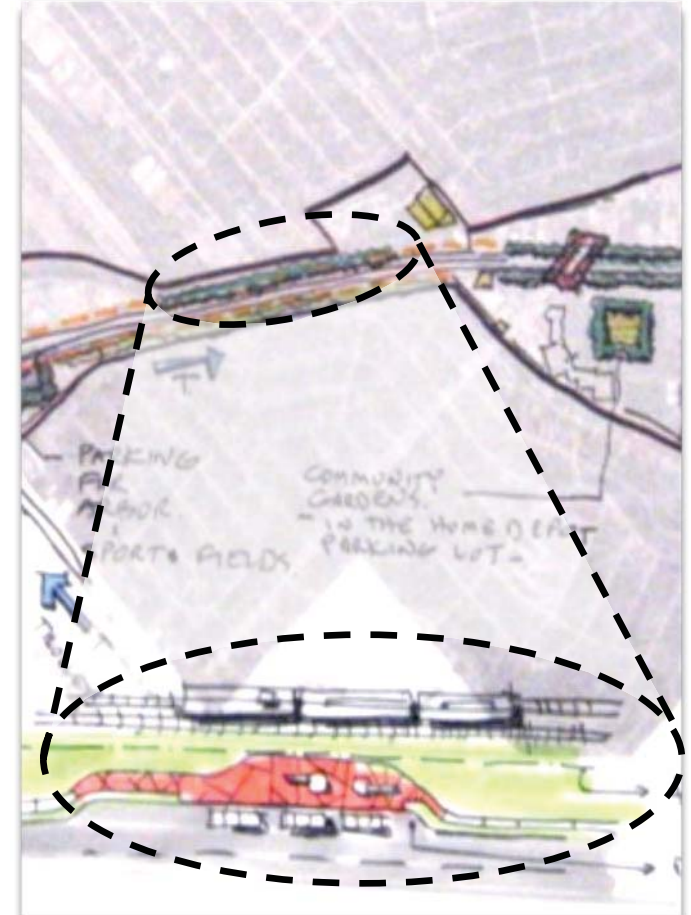 T
PARKING
FOR
ARBOR
SPORTS FIELDS
COMMUNITY
GARDENS.
- IN THE HOME DEPOT
PARKING LOT -